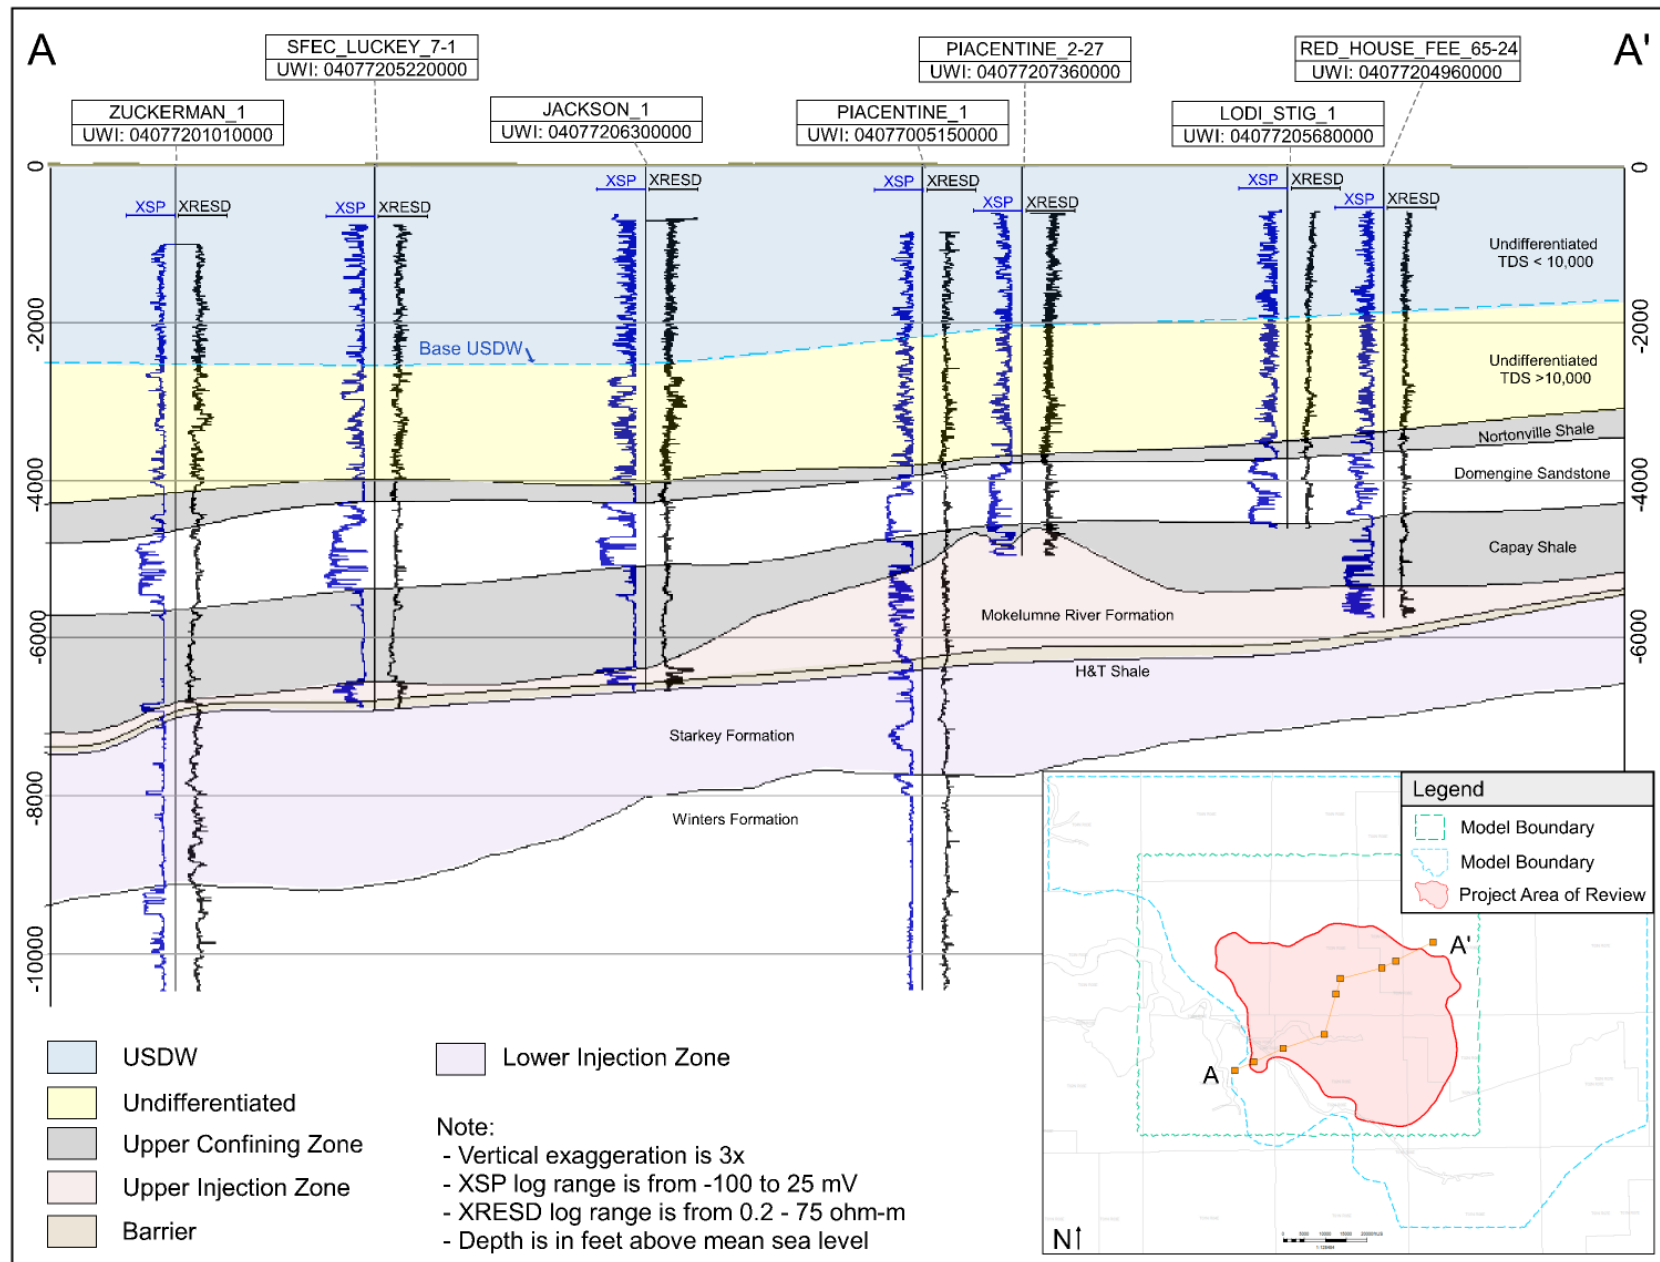 A
A'
SFEC_LUCKEY_7-1
UWI: 04077205220000
PIACENTINE_2-27
UWI: 04077207360000
RED_HOUSE_FEE_65-24
UWI: 04077204960000
ZUCKERMAN_1
UWI: 04077201010000
JACKSON_1
UWI: 04077206300000
PIACENTINE_1
UWI: 04077005150000
LODI_STIG_1
UWI: 04077205680000
0
0
XSP XRESD
XSP XRESD
XSP XRESD
XSP XRESD
XSP XRESD
XSP XRESD
XSP XRESD
Undifferentiated
TDS < 10,000
-2000
-2000
Base USDW
Undifferentiated
TDS >10,000
Nortonville Shale
-4000
Domengine Sandstone
-4000
Capay Shale
-6000
Mokelumne River Formation
-6000
H&T Shale
Starkey Formation
-8000
Winters Formation
-10000
Legend
Model Boundary
Model Boundary
Project Area of Review
A'
A
N
USDW
Undifferentiated
Upper Confining Zone
Upper Injection Zone
Barrier
Lower Injection Zone
Note:
- Vertical exaggeration is 3x
- XSP log range is from -100 to 25 mV
- XRESD log range is from 0.2 - 75 ohm-m
- Depth is in feet above mean sea level